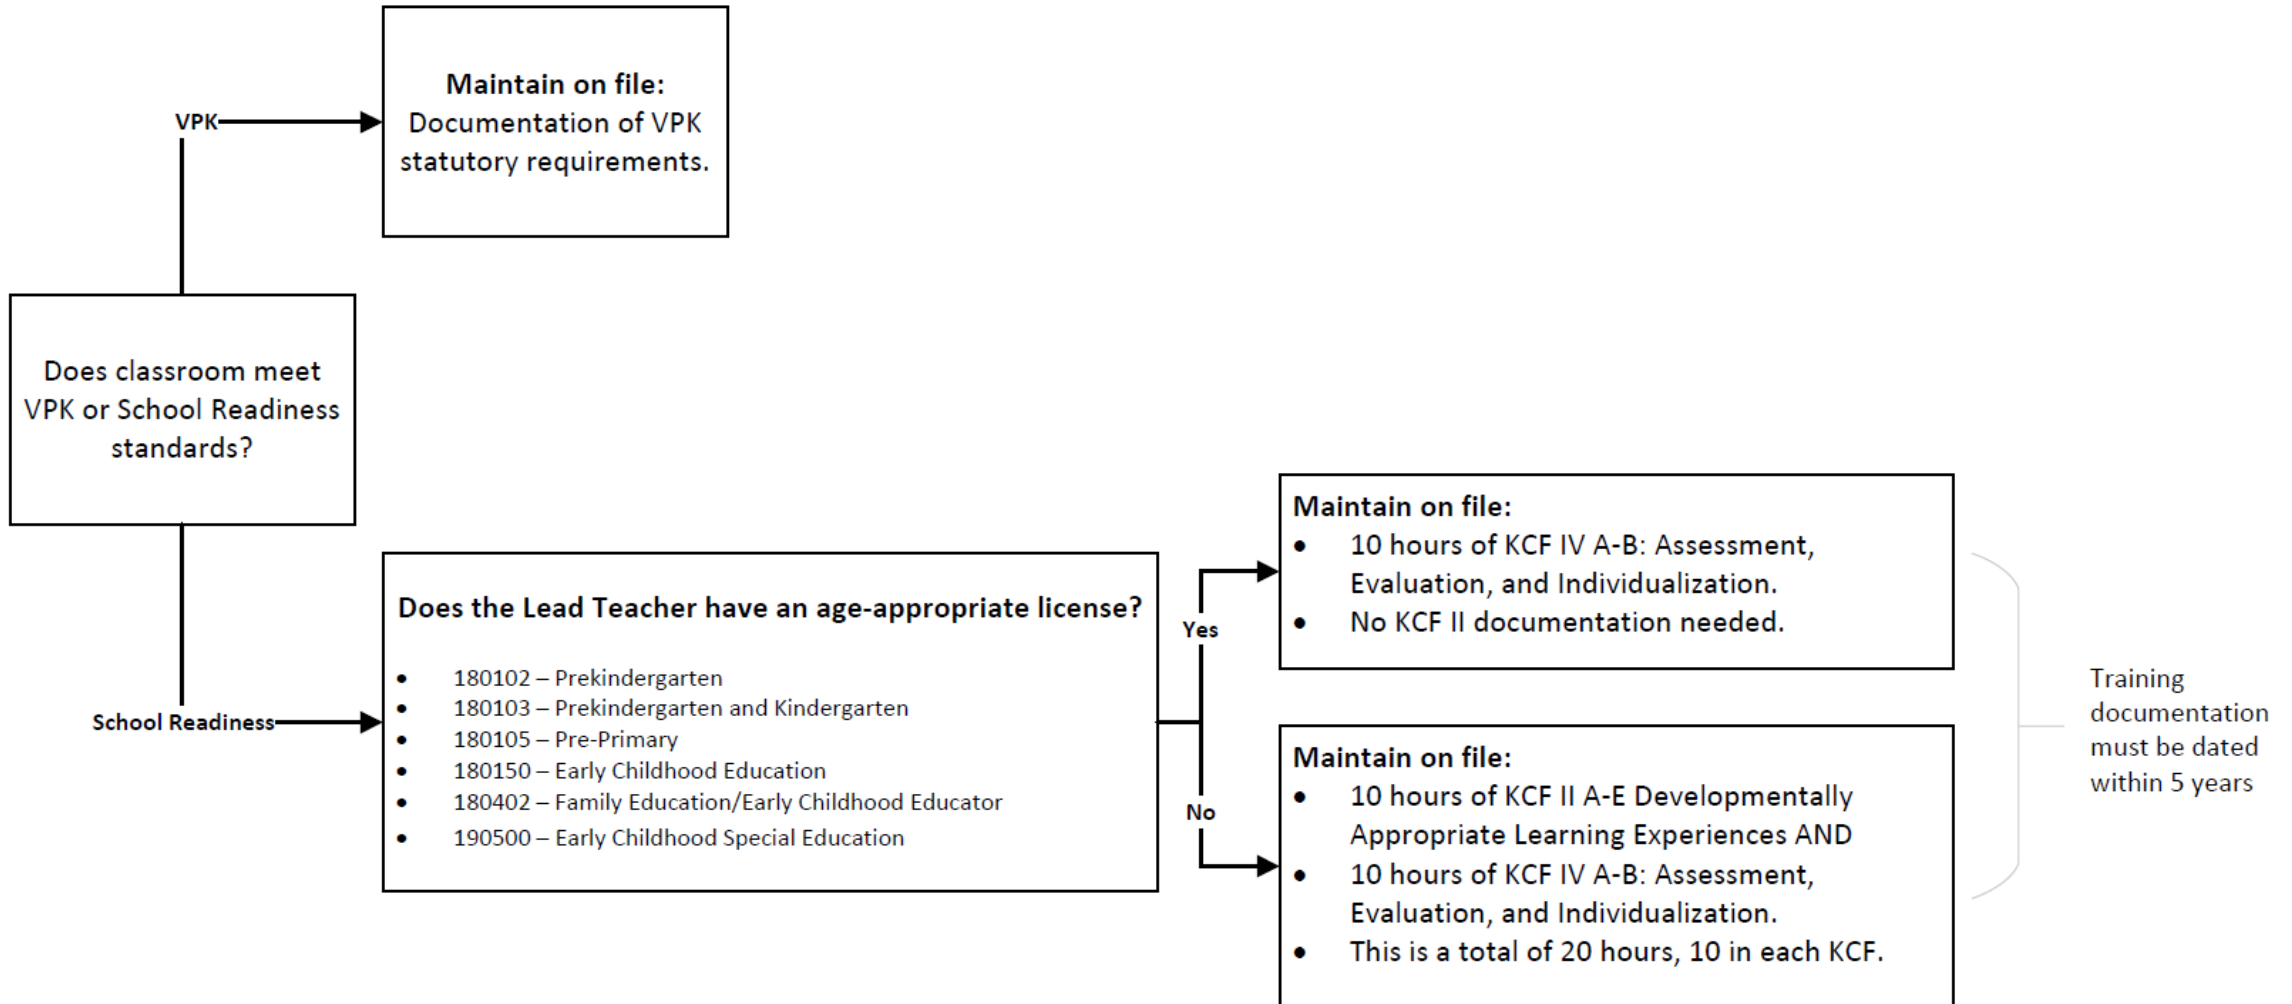 Maintain on file:
Documentation of VPK
statutory requirements.
VPK
Does classroom meet
VPK or School Readiness
standards?
School Readiness
Does the Lead Teacher have an age-appropriate license?
• 180102 – Prekindergarten
• 180103 – Prekindergarten and Kindergarten
• 180105 – Pre-Primary
• 180150 – Early Childhood Education
• 180402 – Family Education/Early Childhood Educator
• 190500 – Early Childhood Special Education
Yes
Maintain on file:
• 10 hours of KCF IV A-B: Assessment,
Evaluation, and Individualization.
• No KCF II documentation needed.
No
Maintain on file:
• 10 hours of KCF II A-E Developmentally
Appropriate Learning Experiences AND
• 10 hours of KCF IV A-B: Assessment,
Evaluation, and Individualization.
• This is a total of 20 hours, 10 in each KCF.
Training
documentation
must be dated
within 5 years